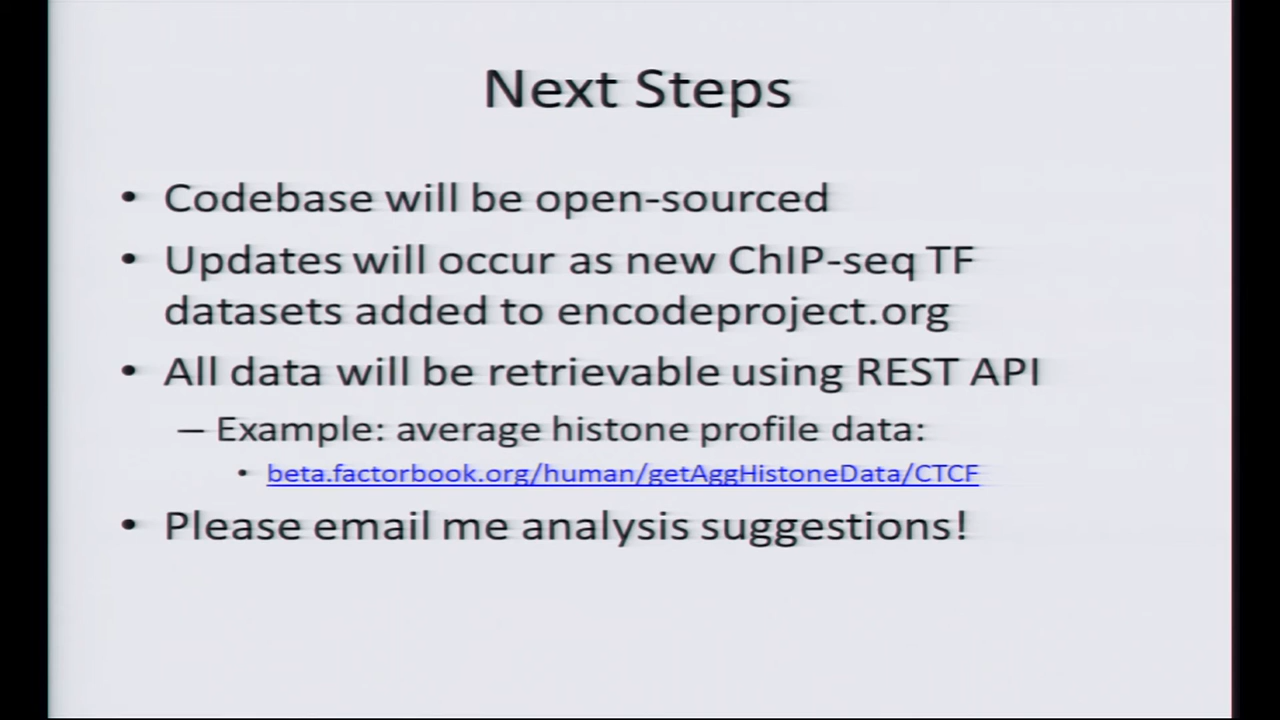 Next Steps
• Codebase will be open-sourced
• Updates will occur as new ChIP-seq TF
datasets added to encodeproject.org
• All data will be retrievable using REST API
– Example: average histone profile data:
• beta.factorbook.org/human/getAggHistoneData/CTCF
• Please email me analysis suggestions!